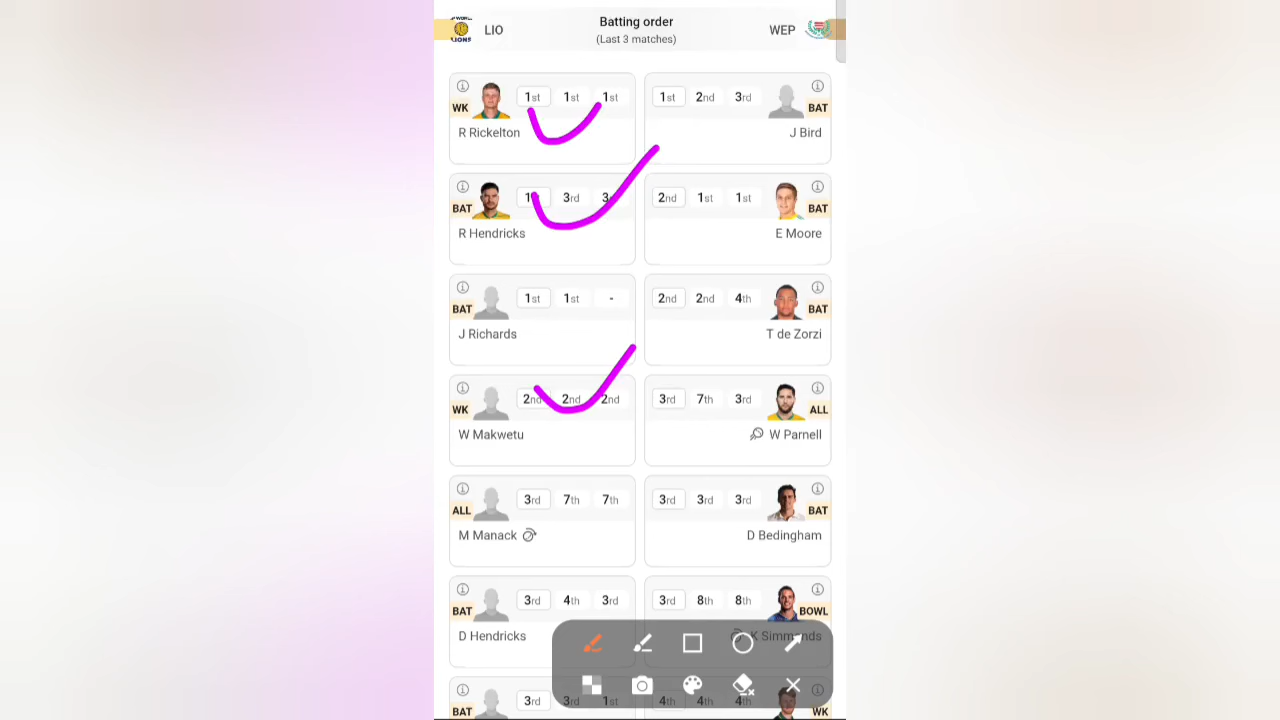 LIO
Batting order
(Last 3 matches)
WEP
WK
1st 1st 1st
R Rickelton
1st 2nd 3rd
BAT
J Bird
BAT
3rd
R Hendricks
2nd 1st 1st
BAT
E Moore
BAT
1st 1st -
J Richards
2nd 2nd 4th
BAT
T de Zorzi
WK
2nd 2nd 2nd
W Makwetu
3rd 7th 3rd
ALL
W Parnell
ALL
3rd 7th 7th
M Manack
3rd 3rd 3rd
BAT
D Bedingham
BAT
3rd 4th 3rd
D Hendricks
3rd 8th 8th
BOWL
K Simmonds
BAT
3rd 3rd 1st
4th 4th 4th
WK